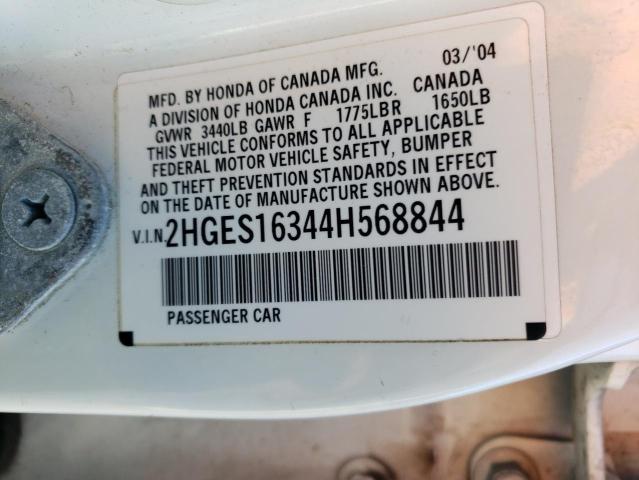 MFD. BY HONDA OF CANADA MFG. 03/'04
A DIVISION OF HONDA CANADA INC. CANADA
GVWR 3440LB GAWR F 1775LBR 1650LB
THIS VEHICLE CONFORMS TO ALL APPLICABLE
FEDERAL MOTOR VEHICLE SAFETY, BUMPER
AND THEFT PREVENTION STANDARDS IN EFFECT
ON THE DATE OF MANUFACTURE SHOWN ABOVE.
V.I.N. 2HGES16344H568844
PASSENGER CAR